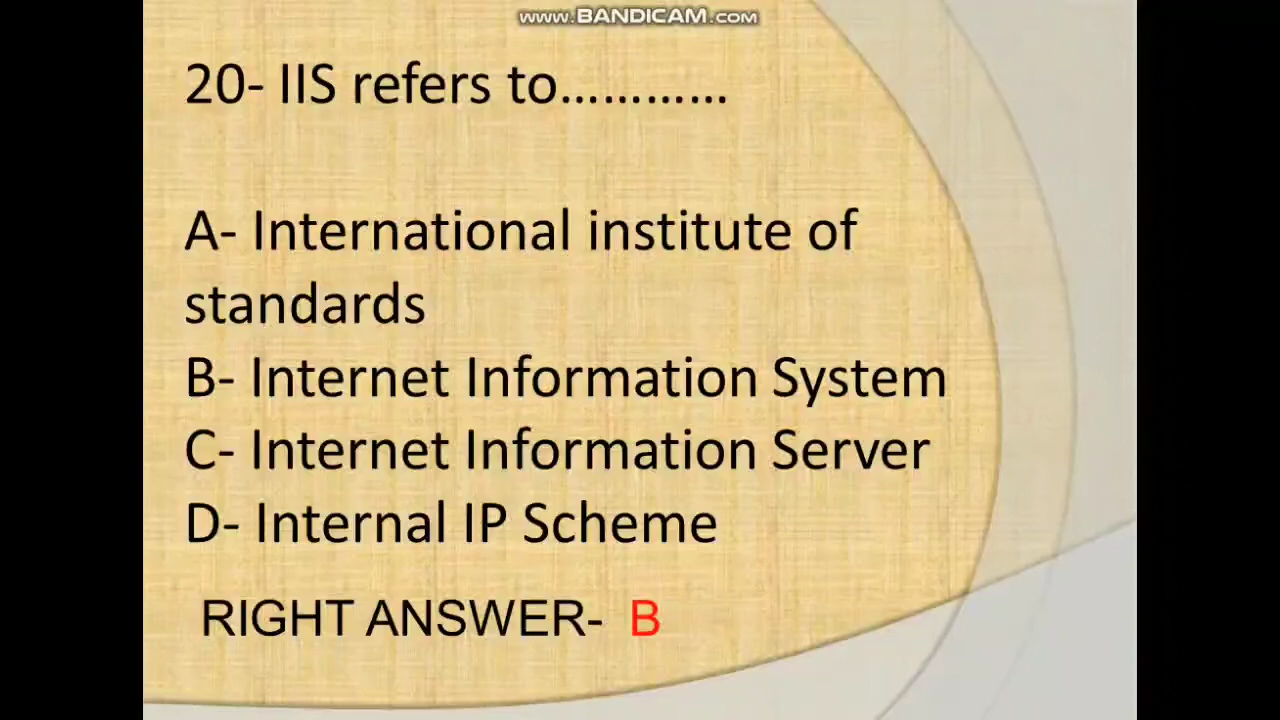 www.BANDICAM.com
20- IIS refers to............
A- International institute of
standards
B- Internet Information System
C- Internet Information Server
D- Internal IP Scheme
RIGHT ANSWER- B